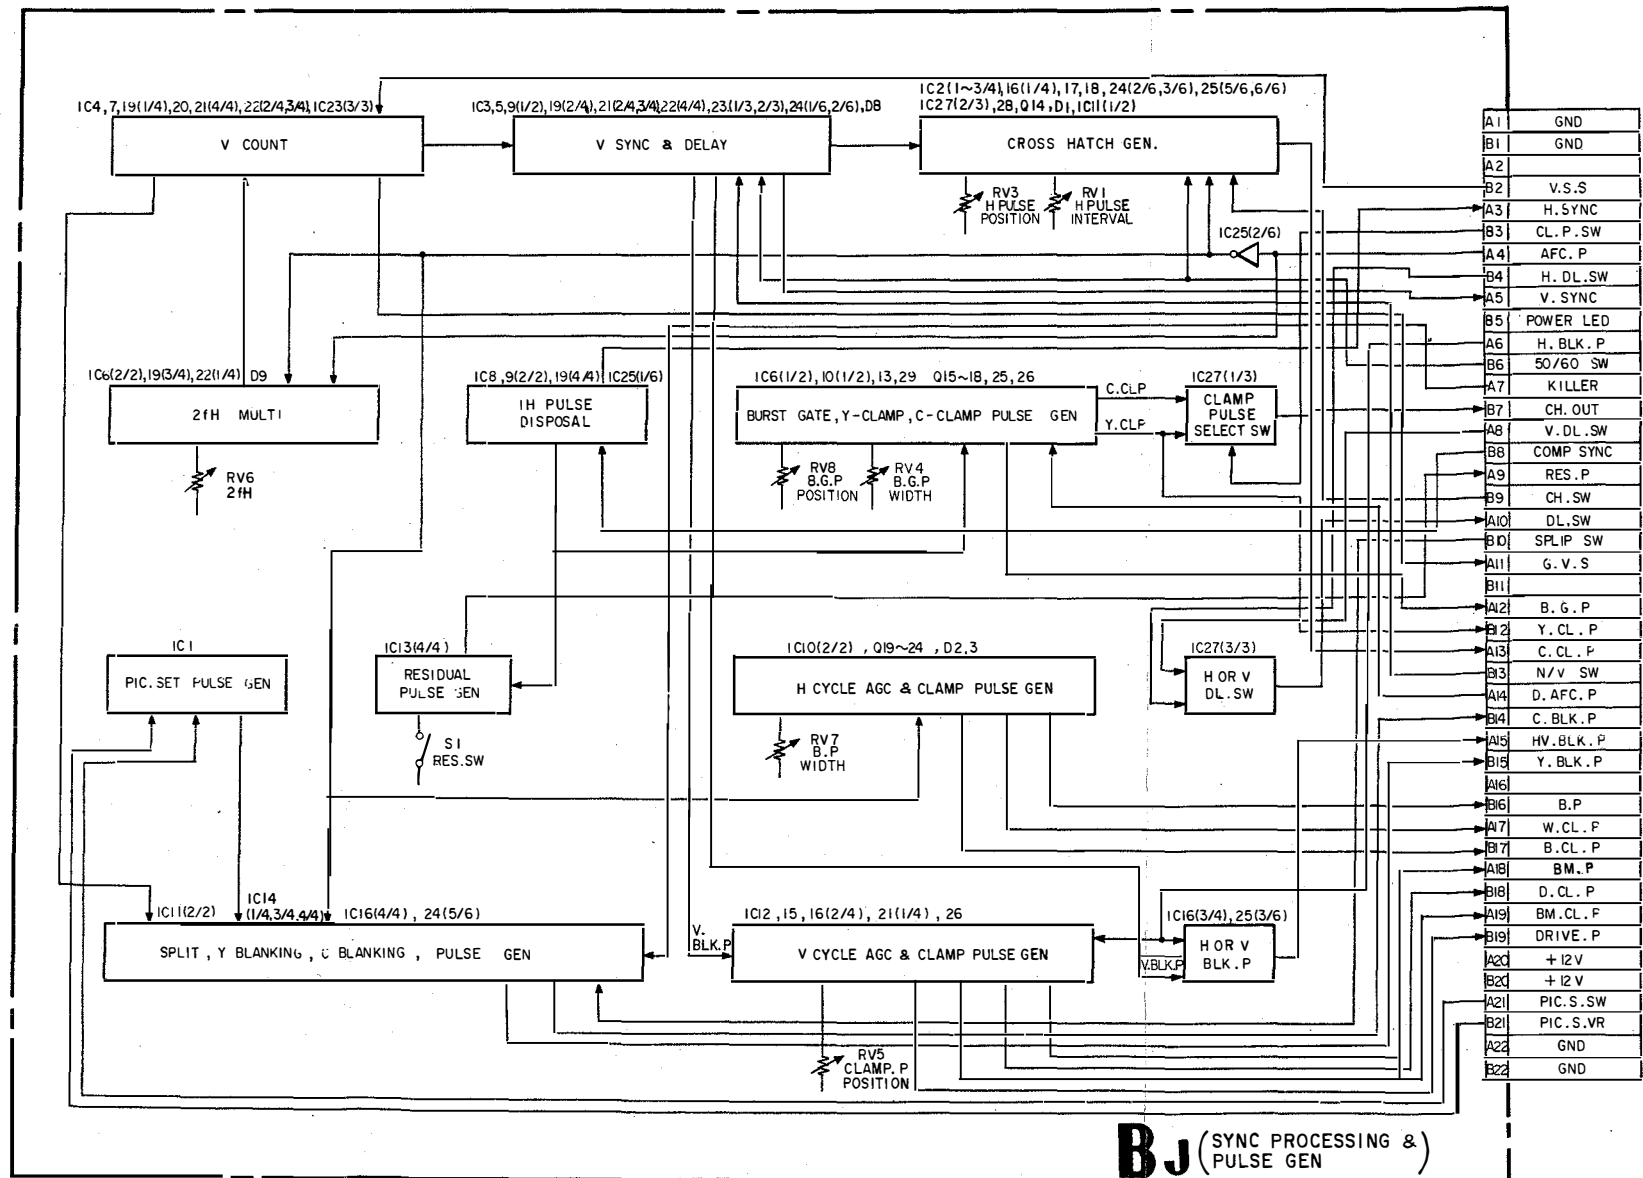 IC4,7,19(1/4),20,21(4/4),22(2/4,3/4),IC23(3/3)
V COUNT
IC3,5,9(1/2),19(2/4),21(2/4,3/4),22(4/4),23(1/3,2/3),24(1/6,2/6),D8
V SYNC & DELAY
IC2(1~3/4),16(1/4),17,18,24(2/6,3/6),25(5/6,6/6)
IC27(2/3),28,Q14,D1,IC11(1/2)
CROSS HATCH GEN.
RV3
H PULSE
POSITION
RV1
H PULSE
INTERVAL
IC25(2/6)
IC6(2/2),19(3/4),22(1/4) D9
2fH MULTI
RV6
2fH
IC8,9(2/2),19(4/4) IC25(1/6)
1H PULSE
DISPOSAL
IC6(1/2),10(1/2),13,29 Q15~18,25,26
BURST GATE,Y-CLAMP,C-CLAMP PULSE GEN
C.CLP
Y.CLP
RV8
B.G.P
POSITION
RV4
B.G.P
WIDTH
IC27(1/3)
CLAMP
PULSE
SELECT SW
IC1
PIC.SET PULSE GEN
IC13(4/4)
RESIDUAL
PULSE GEN
S1
RES.SW
IC10(2/2) , Q19~24 , D2,3
H CYCLE AGC & CLAMP PULSE GEN
RV7
B.P
WIDTH
IC27(3/3)
H OR V
DL.SW
IC11(2/2)
IC14
(1/4,3/4,4/4)
IC16(4/4) , 24(5/6)
SPLIT , Y BLANKING , C BLANKING , PULSE GEN
V.
BLK.P
IC12 ,15 ,16(2/4) , 21(1/4) , 26
V CYCLE AGC & CLAMP PULSE GEN
RV5
CLAMP. P
POSITION
V.BLK.P
IC16(3/4), 25(3/6)
H OR V
BLK.P
A1 GND
B1 GND
A2
B2 V.S.S
A3 H.SYNC
B3 CL.P.SW
A4 AFC.P
B4 H.DL.SW
A5 V.SYNC
B5 POWER LED
A6 H.BLK.P
B6 50/60 SW
A7 KILLER
B7 CH.OUT
A8 V.DL.SW
B8 COMP SYNC
A9 RES.P
B9 CH.SW
A10 DL.SW
B10 SPLIP SW
A11 G.V.S
B11
A12 B.G.P
B12 Y.CL.P
A13 C.CL.P
B13 N/V SW
A14 D.AFC.P
B14 C.BLK.P
A15 HV.BLK.P
B15 Y.BLK.P
A16
B16 B.P
A17 W.CL.P
B17 B.CL.P
A18 BM.P
B18 D.CL.P
A19 BM.CL.P
B19 DRIVE.P
A20 +12V
B20 +12V
A21 PIC.S.SW
B21 PIC.S.VR
A22 GND
B22 GND
BJ (SYNC PROCESSING &
PULSE GEN)